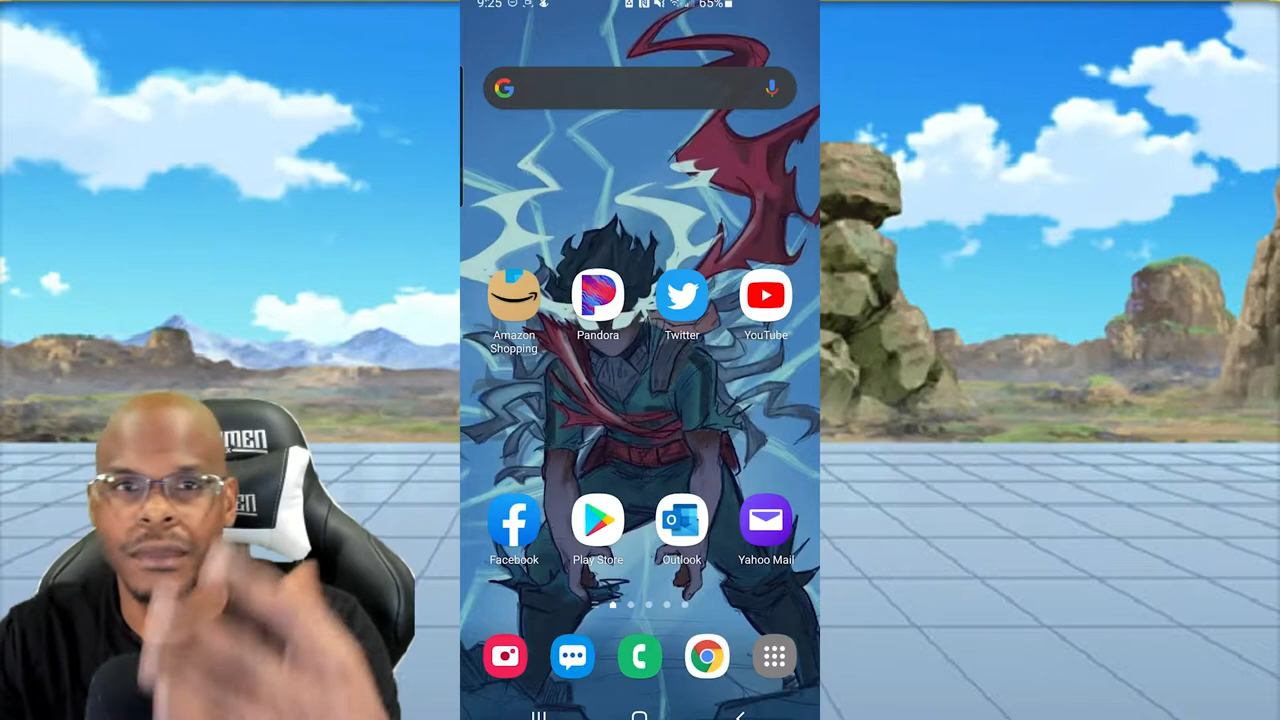 9:25
65%
Amazon
Shopping
Pandora
Twitter
YouTube
Facebook
Play Store
Outlook
Yahoo Mail